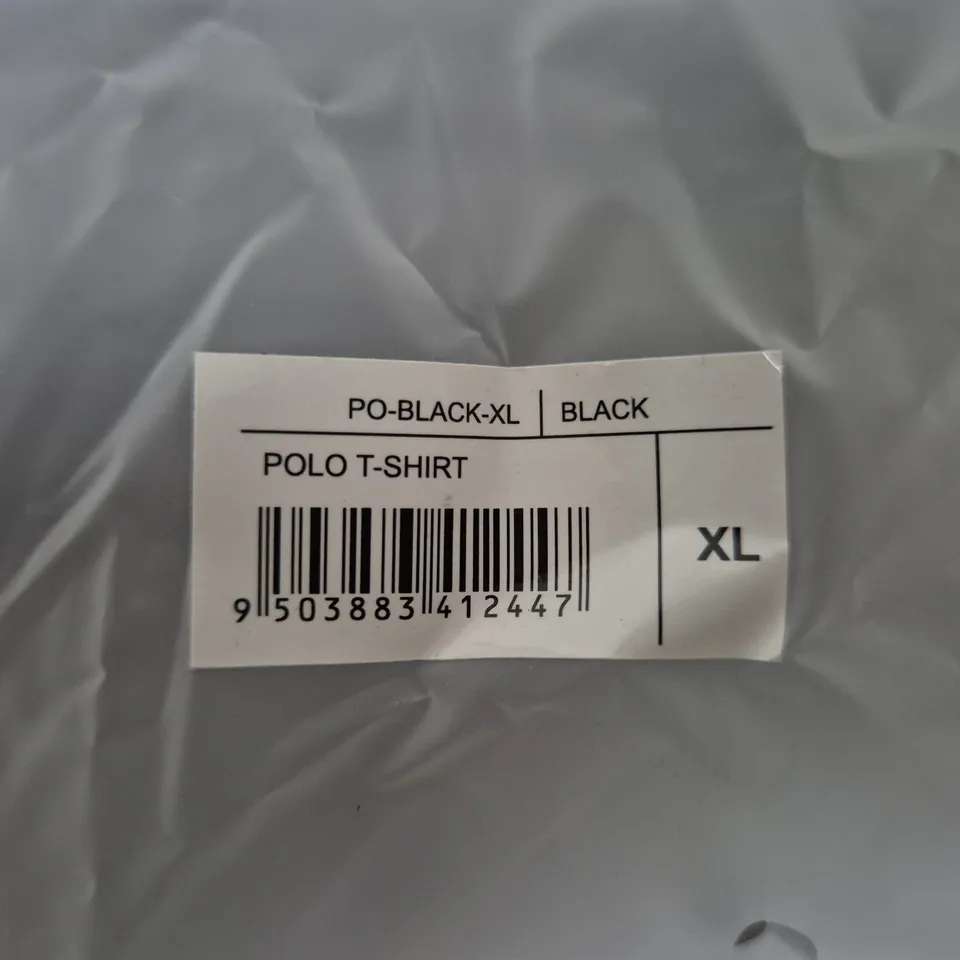 PO-BLACK-XL | BLACK
POLO T-SHIRT
XL
9 503883 412447